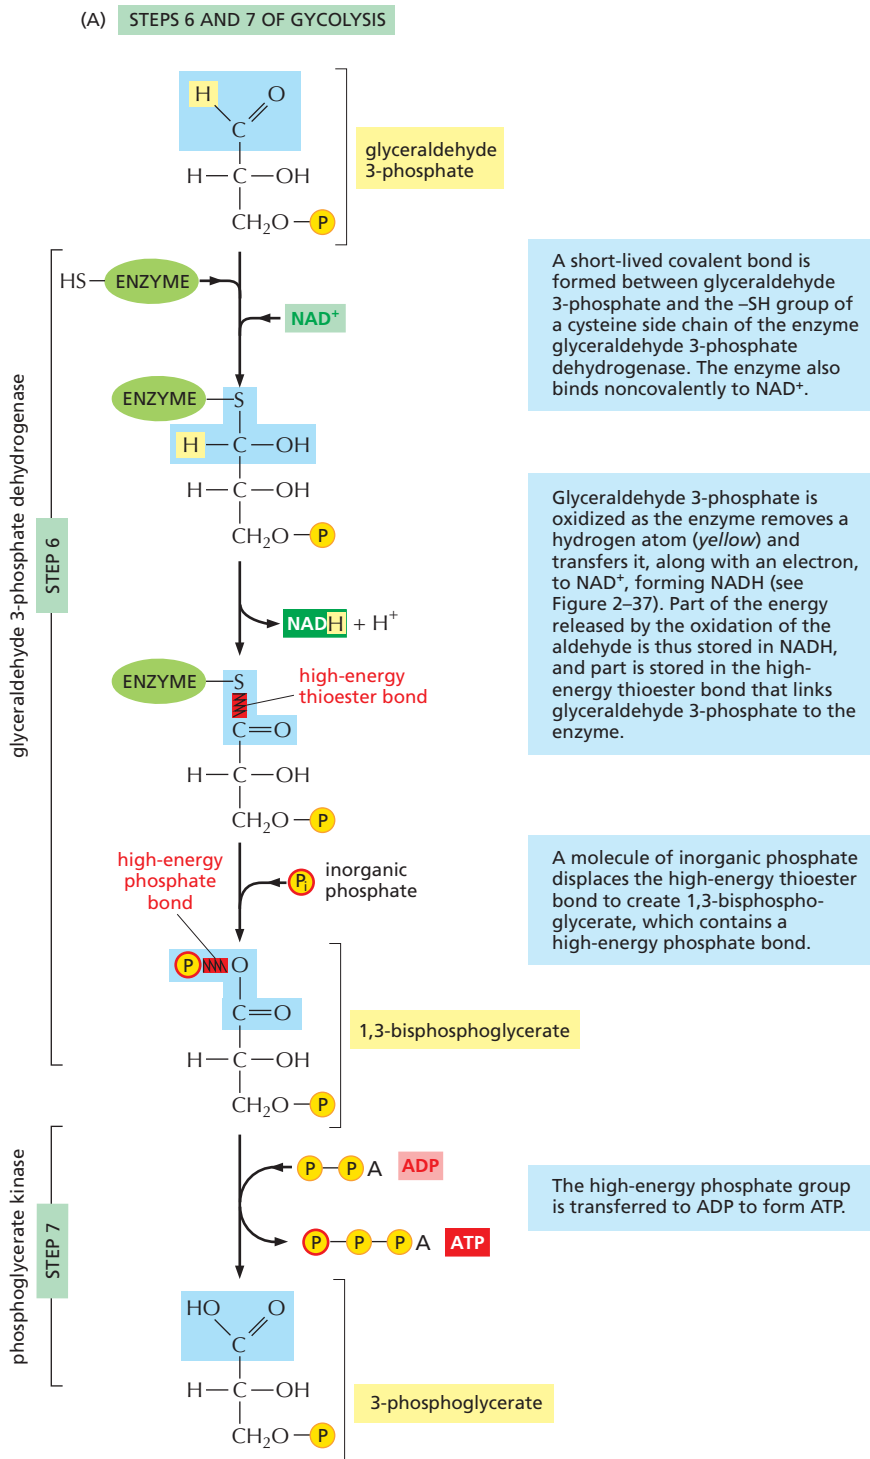 (A) STEPS 6 AND 7 OF GYCOLYSIS
H O
C
H—C—OH
CH₂O—P
glyceraldehyde
3-phosphate
HS—ENZYME
NAD⁺
A short-lived covalent bond is
formed between glyceraldehyde
3-phosphate and the –SH group of
a cysteine side chain of the enzyme
glyceraldehyde 3-phosphate
dehydrogenase. The enzyme also
binds noncovalently to NAD⁺.
ENZYME—S
H—C—OH
H—C—OH
CH₂O—P
glyceraldehyde 3-phosphate dehydrogenase
STEP 6
Glyceraldehyde 3-phosphate is
oxidized as the enzyme removes a
hydrogen atom (yellow) and
transfers it, along with an electron,
to NAD⁺, forming NADH (see
Figure 2–37). Part of the energy
released by the oxidation of the
aldehyde is thus stored in NADH,
and part is stored in the high-
energy thioester bond that links
glyceraldehyde 3-phosphate to the
enzyme.
NADH + H⁺
ENZYME—S
high-energy
thioester bond
C=O
H—C—OH
CH₂O—P
high-energy
phosphate
bond
Pi
inorganic
phosphate
A molecule of inorganic phosphate
displaces the high-energy thioester
bond to create 1,3-bisphospho-
glycerate, which contains a
high-energy phosphate bond.
P O
C=O
H—C—OH
CH₂O—P
1,3-bisphosphoglycerate
phosphoglycerate kinase
STEP 7
P—P A ADP
P—P—P A ATP
The high-energy phosphate group
is transferred to ADP to form ATP.
HO O
C
H—C—OH
CH₂O—P
3-phosphoglycerate